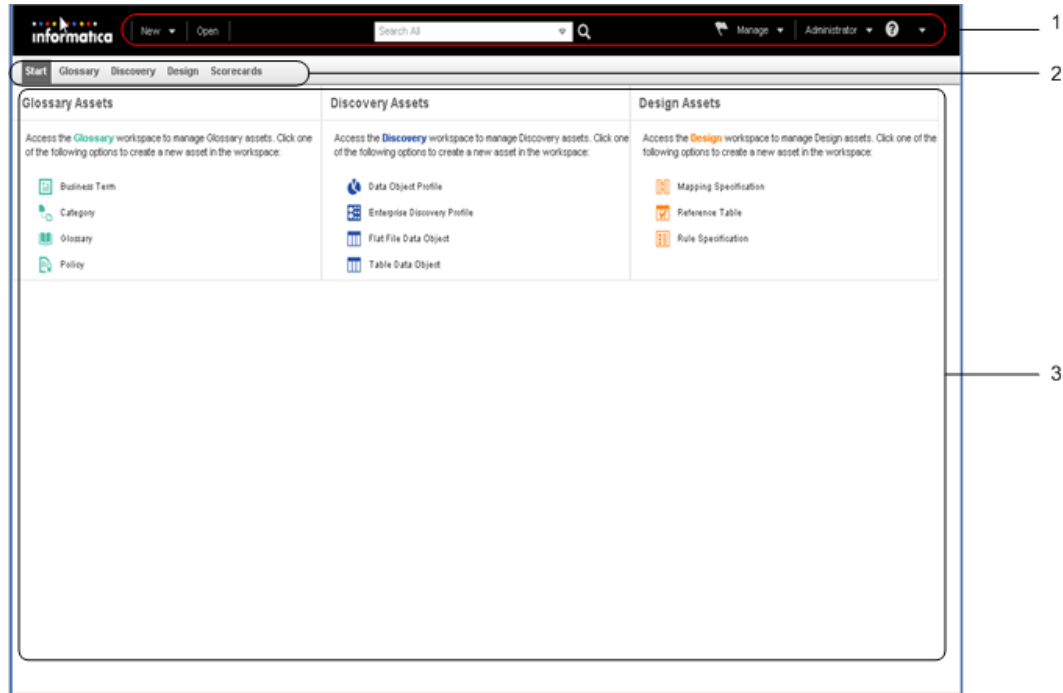 informatica New Open Search All Manage Administrator ? 1
Start Glossary Discovery Design Scorecards 2
Glossary Assets
Access the Glossary workspace to manage Glossary assets. Click one
of the following options to create a new asset in the workspace:
Business Term
Category
Glossary
Policy
Discovery Assets
Access the Discovery workspace to manage Discovery assets. Click one
of the following options to create a new asset in the workspace:
Data Object Profile
Enterprise Discovery Profile
Flat File Data Object
Table Data Object
Design Assets
Access the Design workspace to manage Design assets. Click one of the
following options to create a new asset in the workspace:
Mapping Specification
Reference Table
Rule Specification
3